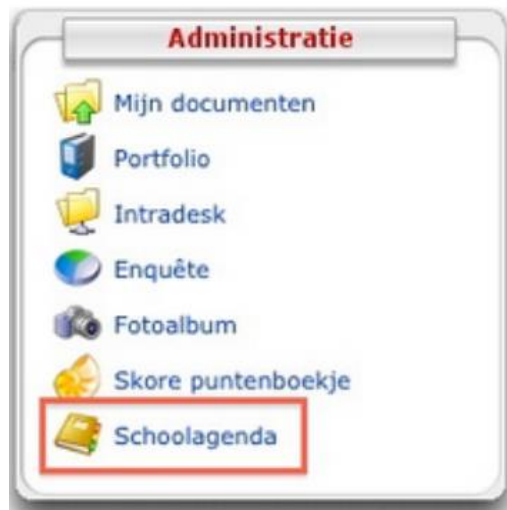 Administratie
Mijn documenten
Portfolio
Intradesk
Enquête
Fotoalbum
Skore puntenboekje
Schoolagenda